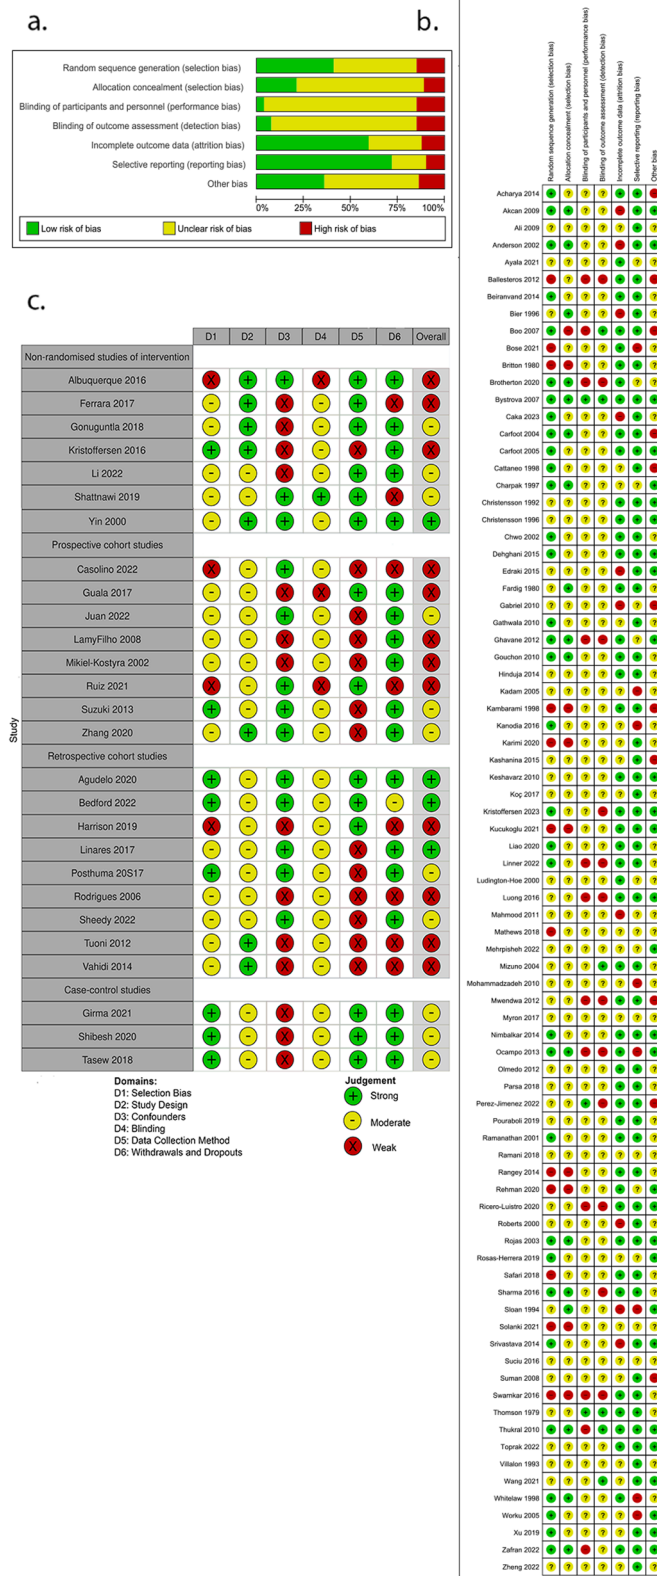 a.
Random sequence generation (selection bias)
Allocation concealment (selection bias)
Blinding of participants and personnel (performance bias)
Blinding of outcome assessment (detection bias)
Incomplete outcome data (attrition bias)
Selective reporting (reporting bias)
Other bias
0% 25% 50% 75% 100%
Low risk of bias Unclear risk of bias High risk of bias
c.
D1 D2 D3 D4 D5 D6 Overall
Study
Non-randomised studies of intervention
Albuquerque 2016
Ferrara 2017
Gonuguntla 2018
Kristoffersen 2016
Li 2022
Shattnawi 2019
Yin 2000
Prospective cohort studies
Casolino 2022
Guala 2017
Juan 2022
LamyFilho 2008
Mikiel-Kostyra 2002
Ruiz 2021
Suzuki 2013
Zhang 2020
Retrospective cohort studies
Agudelo 2020
Bedford 2022
Harrison 2019
Linares 2017
Posthuma 20S17
Rodrigues 2006
Sheedy 2022
Tuoni 2012
Vahidi 2014
Case-control studies
Girma 2021
Shibesh 2020
Tasew 2018
Domains:
D1: Selection Bias
D2: Study Design
D3: Confounders
D4: Blinding
D5: Data Collection Method
D6: Withdrawals and Dropouts
Judgement
+ Strong
- Moderate
X Weak
b.
Random sequence generation (selection bias)
Allocation concealment (selection bias)
Blinding of participants and personnel (performance bias)
Blinding of outcome assessment (detection bias)
Incomplete outcome data (attrition bias)
Selective reporting (reporting bias)
Other bias
Acharya 2014
Akcan 2009
Ali 2009
Anderson 2002
Ayala 2021
Ballesteros 2012
Beiranvand 2014
Bier 1996
Boo 2007
Bose 2021
Britton 1980
Brotherton 2020
Bystrova 2007
Caka 2023
Carfoot 2004
Carfoot 2005
Cattaneo 1998
Charpak 1997
Christensson 1992
Christensson 1996
Chwo 2002
Dehghani 2015
Edraki 2015
Fardig 1980
Gabriel 2010
Gathwala 2010
Ghavane 2012
Gouchon 2010
Hinduja 2014
Kadam 2005
Kambarami 1998
Kanodia 2016
Karimi 2020
Kashanina 2015
Keshavarz 2010
Koç 2017
Kristoffersen 2023
Kucukoglu 2021
Liao 2020
Linner 2022
Ludington-Hoe 2000
Luong 2016
Mahmood 2011
Mathews 2018
Mehrpisheh 2022
Mizuno 2004
Mohammadzadeh 2010
Mwendwa 2012
Myron 2017
Nimbalkar 2014
Ocampo 2013
Olmedo 2012
Parsa 2018
Perez-Jimenez 2022
Pouraboli 2019
Ramanathan 2001
Ramani 2018
Rangey 2014
Rehman 2020
Ricero-Luistro 2020
Roberts 2000
Rojas 2003
Rosas-Herrera 2019
Safari 2018
Sharma 2016
Sloan 1994
Solanki 2021
Srivastava 2014
Suciu 2016
Suman 2008
Swarnkar 2016
Thomson 1979
Thukral 2010
Toprak 2022
Villalon 1993
Wang 2021
Whitelaw 1998
Worku 2005
Xu 2019
Zafran 2022
Zheng 2022